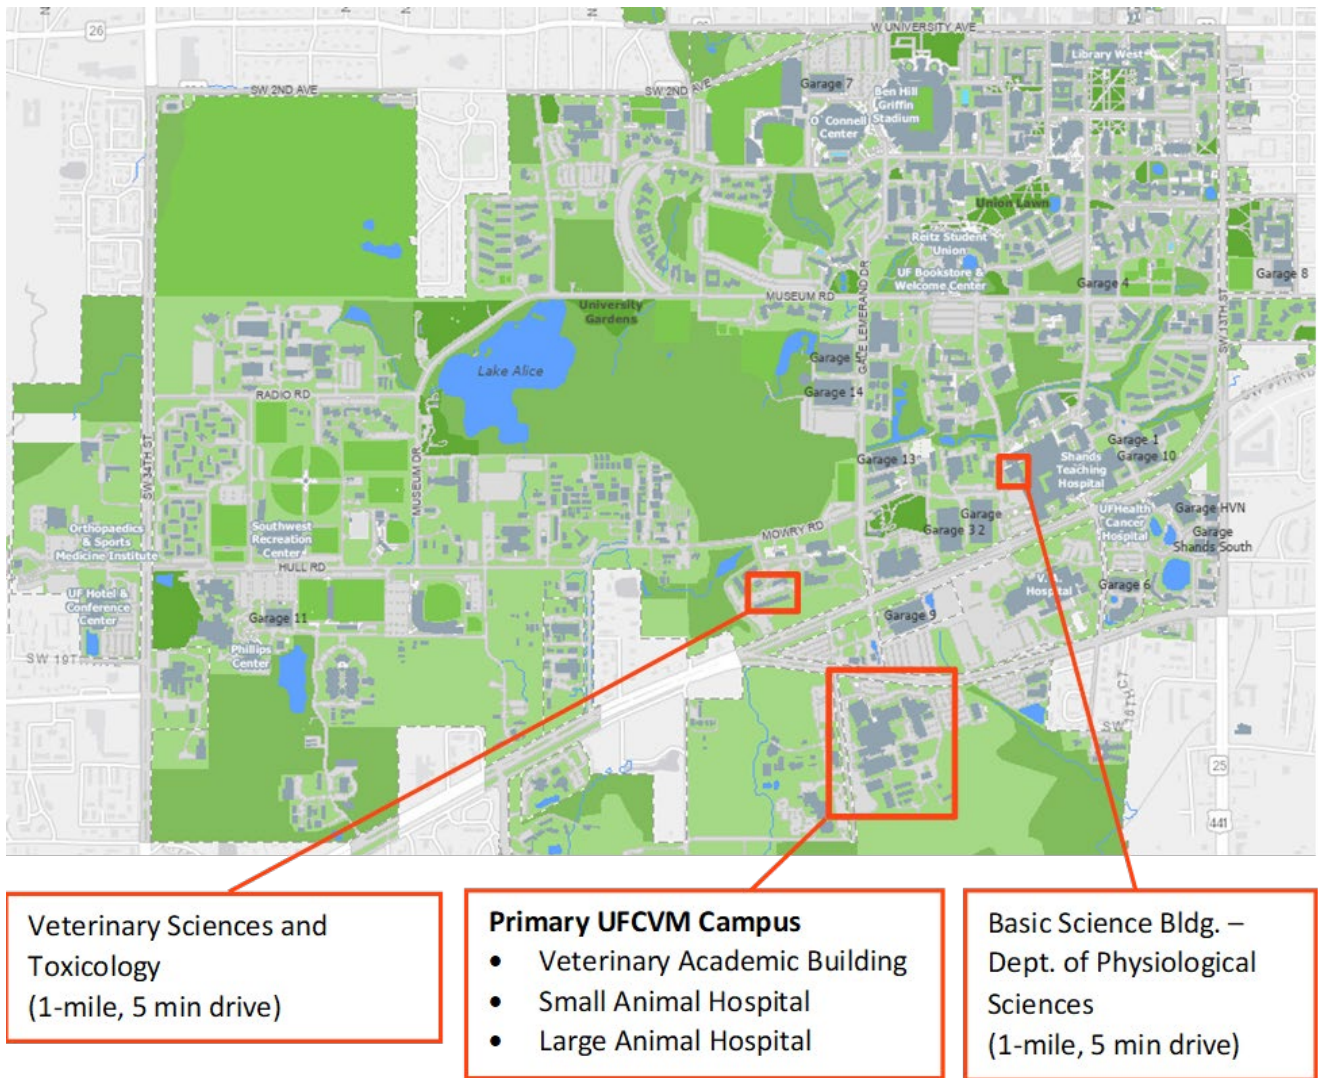 26
W UNIVERSITY AVE
Library West
SW 2ND AVE
SW 2ND AVE
Garage 7
Ben Hill
Griffin
Stadium
O' Connell
Center
Union Lawn
Reitz Student
Union
UF Bookstore &
Welcome Center
Garage 8
Garage 4
MUSEUM RD
University
Gardens
GALE LEMERAND DR
SW 13TH ST
Lake Alice
Garage 5
Garage 14
RADIO RD
SW 34TH ST
MUSEUM DR
Garage 13
Garage 1
Garage 10
Shands
Teaching
Hospital
Orthopaedics
& Sports
Medicine Institute
Southwest
Recreation
Center
HULL RD
MOWRY RD
Garage
Garage 3 2
UFHealth
Cancer
Hospital
Garage HVN
Garage
Shands South
UF Hotel &
Conference
Center
Garage 11
Phillips
Center
Hospital
Garage 6
Garage 9
SW 19T
SW
25
441
Veterinary Sciences and
Toxicology
(1-mile, 5 min drive)
Primary UFCVM Campus
• Veterinary Academic Building
• Small Animal Hospital
• Large Animal Hospital
Basic Science Bldg. –
Dept. of Physiological
Sciences
(1-mile, 5 min drive)